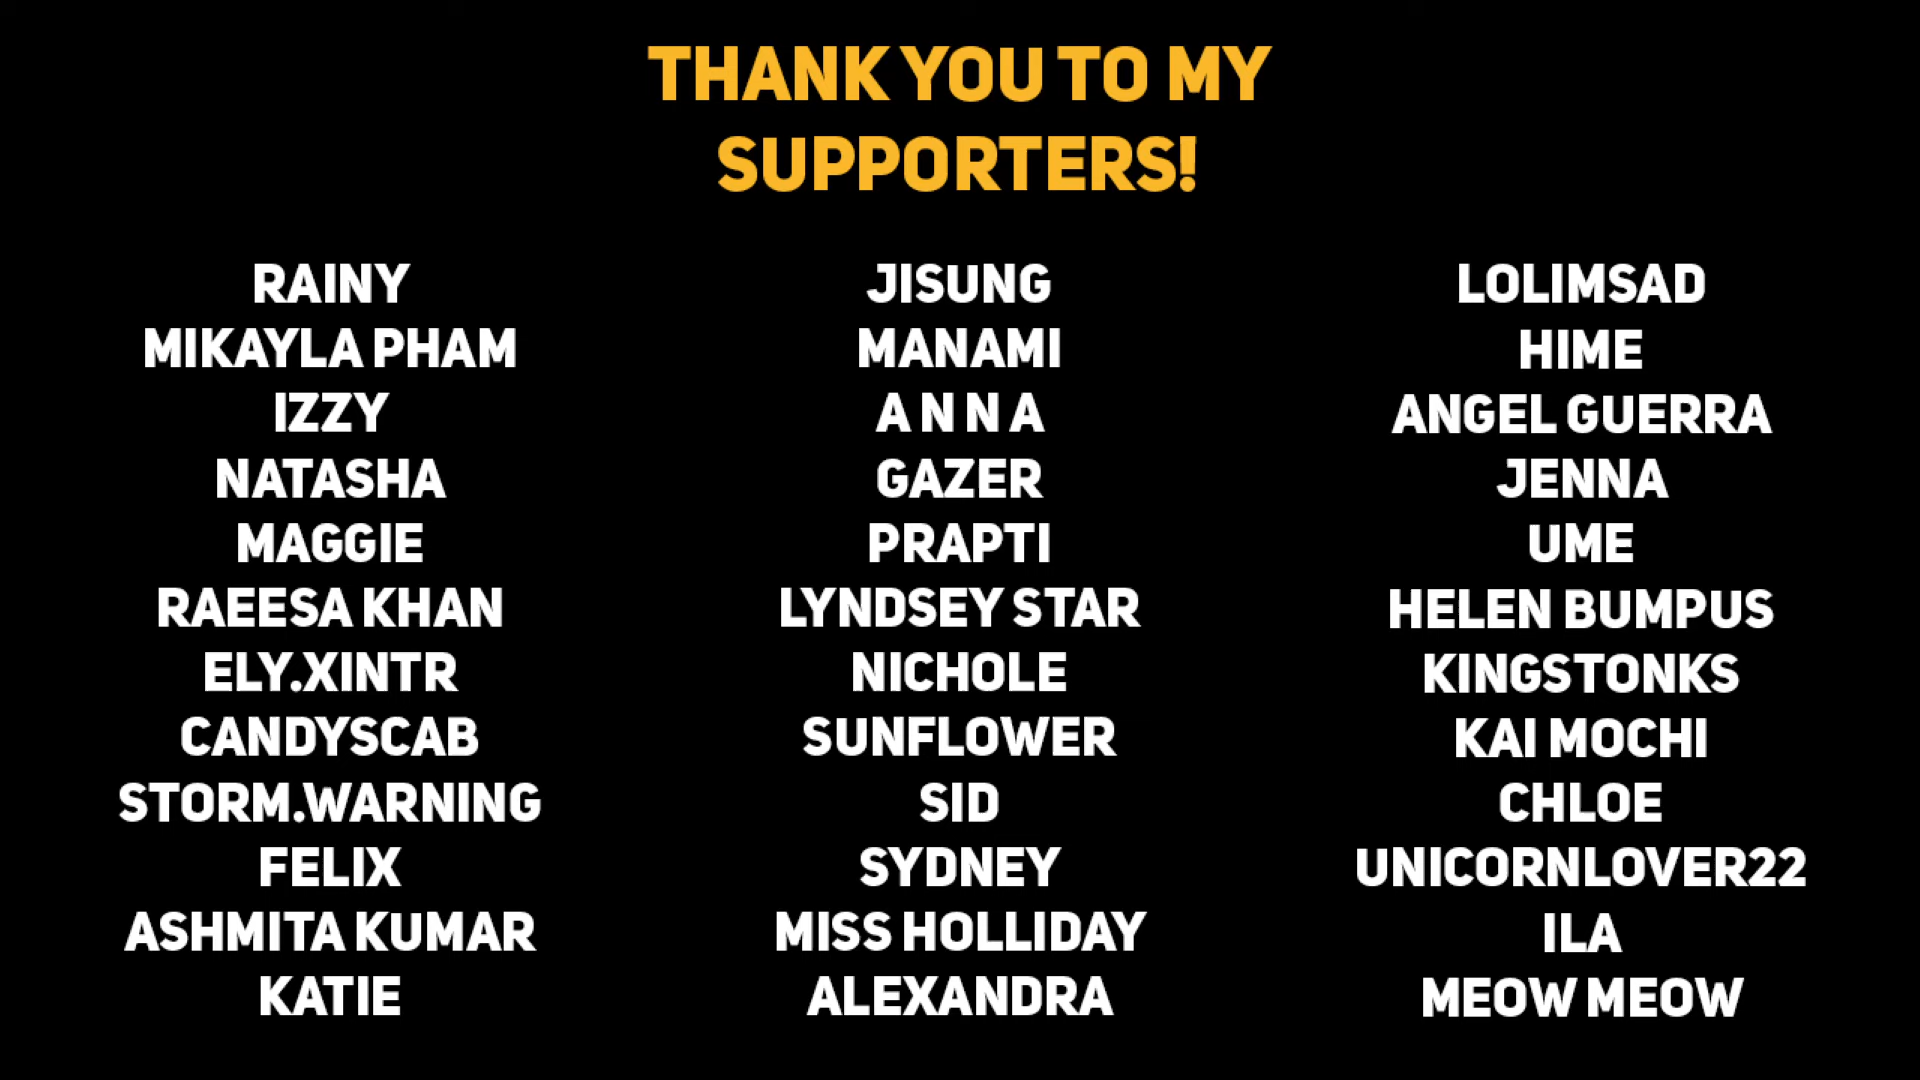 THANK YOU TO MY
SUPPORTERS!
RAINY
MIKAYLA PHAM
IZZY
NATASHA
MAGGIE
RAEESA KHAN
ELY.XINTR
CANDYSCAB
STORM.WARNING
FELIX
ASHMITA KUMAR
KATIE
JISUNG
MANAMI
A N N A
GAZER
PRAPTI
LYNDSEY STAR
NICHOLE
SUNFLOWER
SID
SYDNEY
MISS HOLLIDAY
ALEXANDRA
LOLIMSAD
HIME
ANGEL GUERRA
JENNA
UME
HELEN BUMPUS
KINGSTONKS
KAI MOCHI
CHLOE
UNICORNLOVER22
ILA
MEOW MEOW